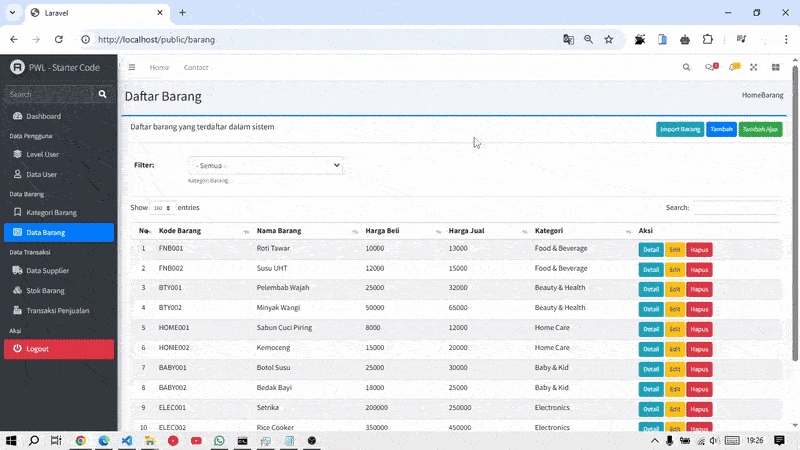 Laravel
http://localhost/public/barang
PWL - Starter Code
Home
Contact
Search
Daftar Barang
HomeBarang
Dashboard
Daftar barang yang terdaftar dalam sistem
Import Barang
Tambah
Tambah Ajax
Data Pengguna
Level User
Data User
Filter:
- Semua -
Kategori Barang
Data Barang
Kategori Barang
Data Barang
Data Transaksi
Data Supplier
Stok Barang
Transaksi Penjualan
Aksi
Logout
Show 100 entries
Search:
No Kode Barang Nama Barang Harga Beli Harga Jual Kategori Aksi
1 FNB001 Roti Tawar 10000 13000 Food & Beverage Detail Edit Hapus
2 FNB002 Susu UHT 12000 15000 Food & Beverage Detail Edit Hapus
3 BTY001 Pelembab Wajah 25000 32000 Beauty & Health Detail Edit Hapus
4 BTY002 Minyak Wangi 50000 65000 Beauty & Health Detail Edit Hapus
5 HOME001 Sabun Cuci Piring 8000 12000 Home Care Detail Edit Hapus
6 HOME002 Kemoceng 15000 20000 Home Care Detail Edit Hapus
7 BABY001 Botol Susu 25000 30000 Baby & Kid Detail Edit Hapus
8 BABY002 Bedak Bayi 18000 25000 Baby & Kid Detail Edit Hapus
9 ELEC001 Setrika 200000 250000 Electronics Detail Edit Hapus
10 ELEC002 Rice Cooker 350000 450000 Electronics Detail Edit Hapus
19:26